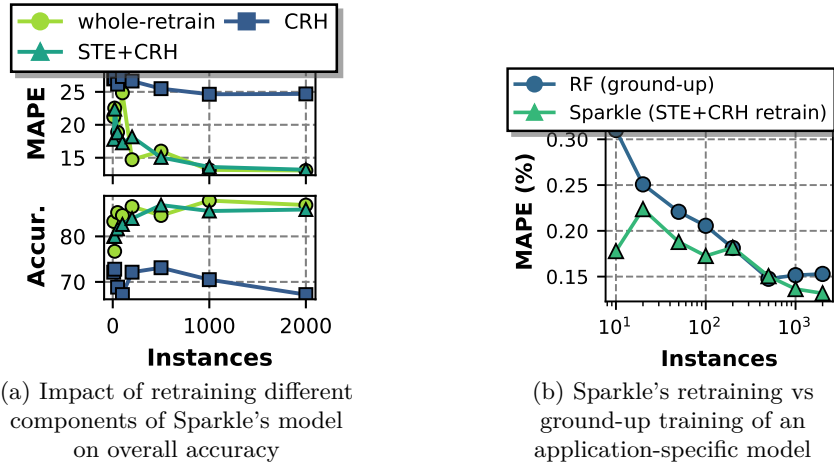 whole-retrain CRH
STE+CRH
MAPE
25
20
15
Accur.
80
70
0 1000 2000
Instances
(a) Impact of retraining different
components of Sparkle's model
on overall accuracy
RF (ground-up)
Sparkle (STE+CRH retrain)
MAPE (%)
0.30
0.25
0.20
0.15
10¹ 10² 10³
Instances
(b) Sparkle's retraining vs
ground-up training of an
application-specific model